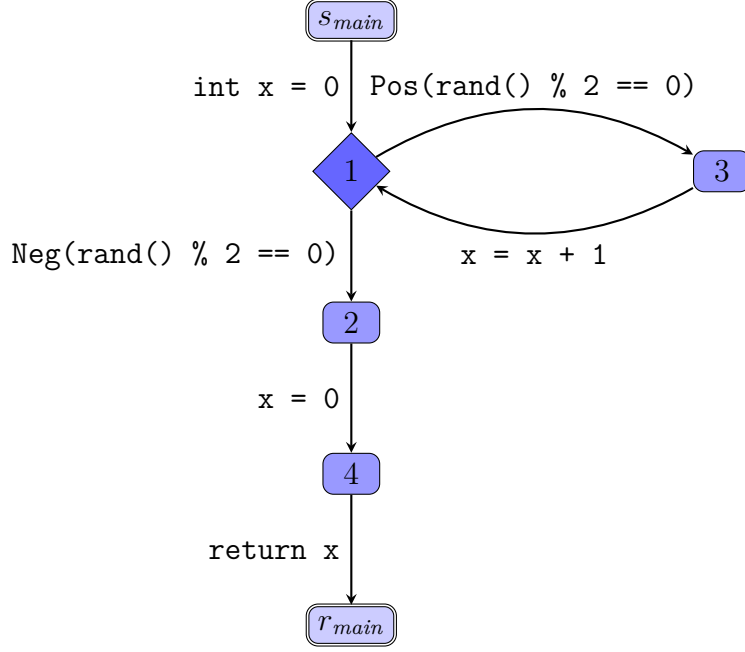 s_main
int x = 0
Pos(rand() % 2 == 0)
1
3
Neg(rand() % 2 == 0)
x = x + 1
2
x = 0
4
return x
r_main